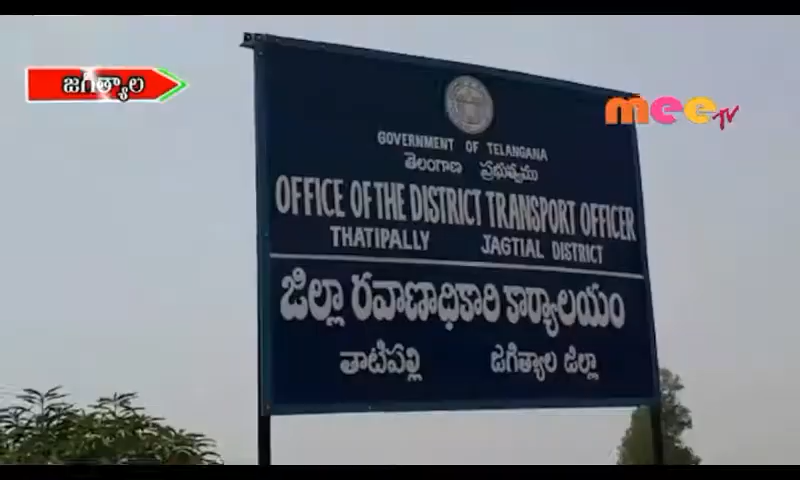 జగిత్యాల
mee TV
GOVERNMENT OF TELANGANA
తెలంగాణ ప్రభుత్వము
OFFICE OF THE DISTRICT TRANSPORT OFFICER
THATIPALLY JAGTIAL DISTRICT
జిల్లా రవాణాధికారి కార్యాలయం
తాటిపల్లి జగిత్యాల జిల్లా